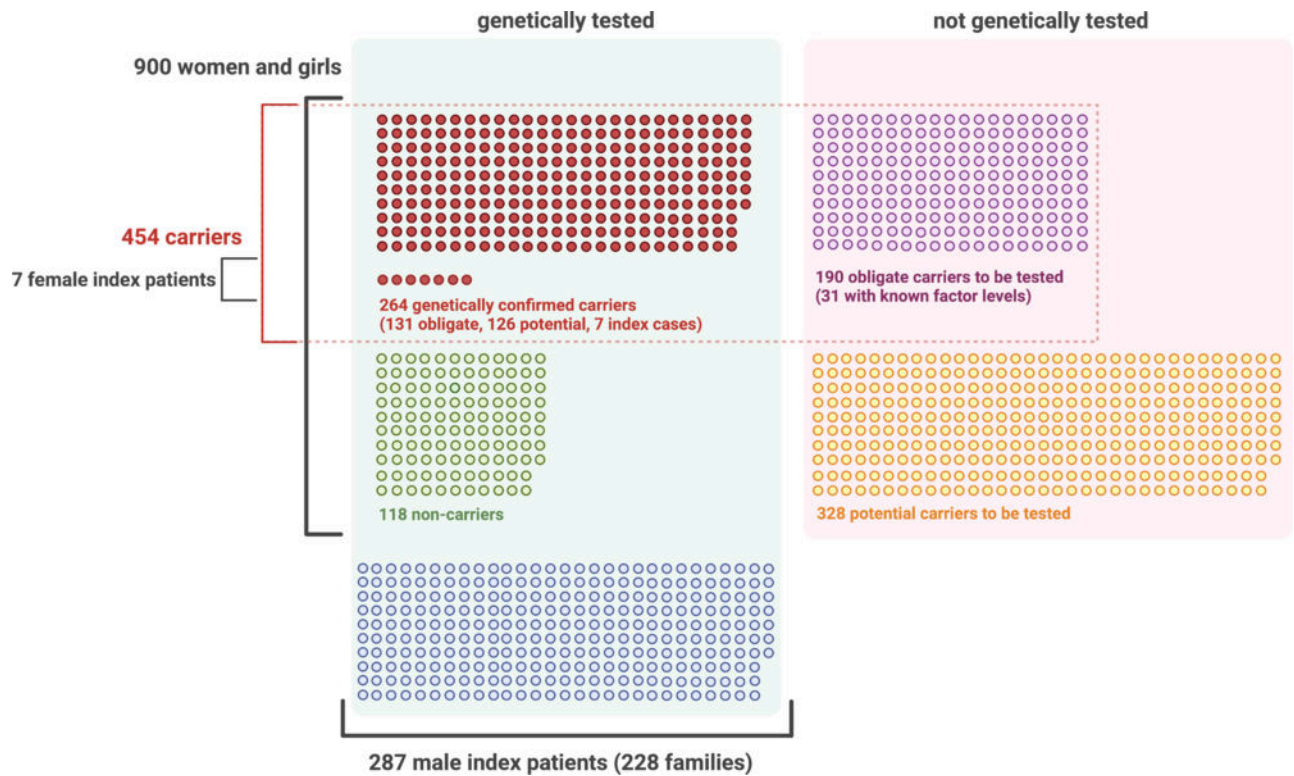 genetically tested
not genetically tested
900 women and girls
454 carriers
7 female index patients
190 obligate carriers to be tested
(31 with known factor levels)
264 genetically confirmed carriers
(131 obligate, 126 potential, 7 index cases)
118 non-carriers
328 potential carriers to be tested
287 male index patients (228 families)